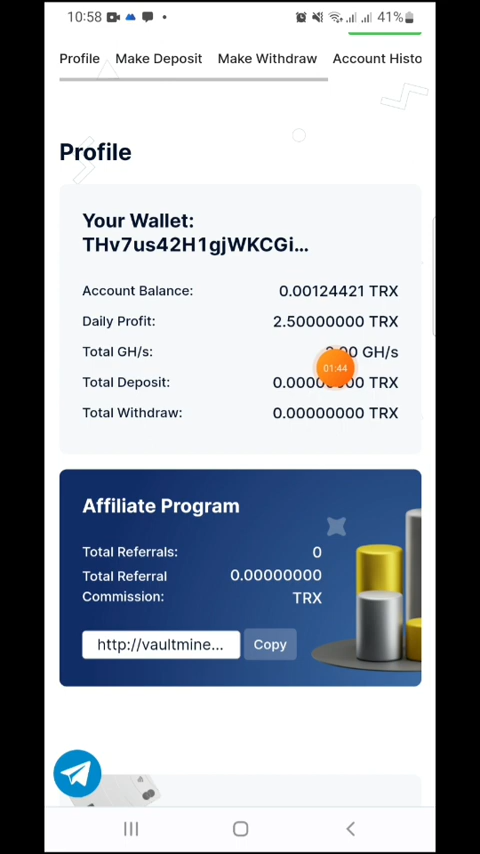 10:58 41%
Profile Make Deposit Make Withdraw Account Histo
Profile
Your Wallet:
THv7us42H1gjWKCGi...
Account Balance: 0.00124421 TRX
Daily Profit: 2.50000000 TRX
Total GH/s: GH/s
01:44
Total Deposit: TRX
Total Withdraw: 0.00000000 TRX
Affiliate Program
Total Referrals: 0
Total Referral 0.00000000
Commission: TRX
http://vaultmine... Copy